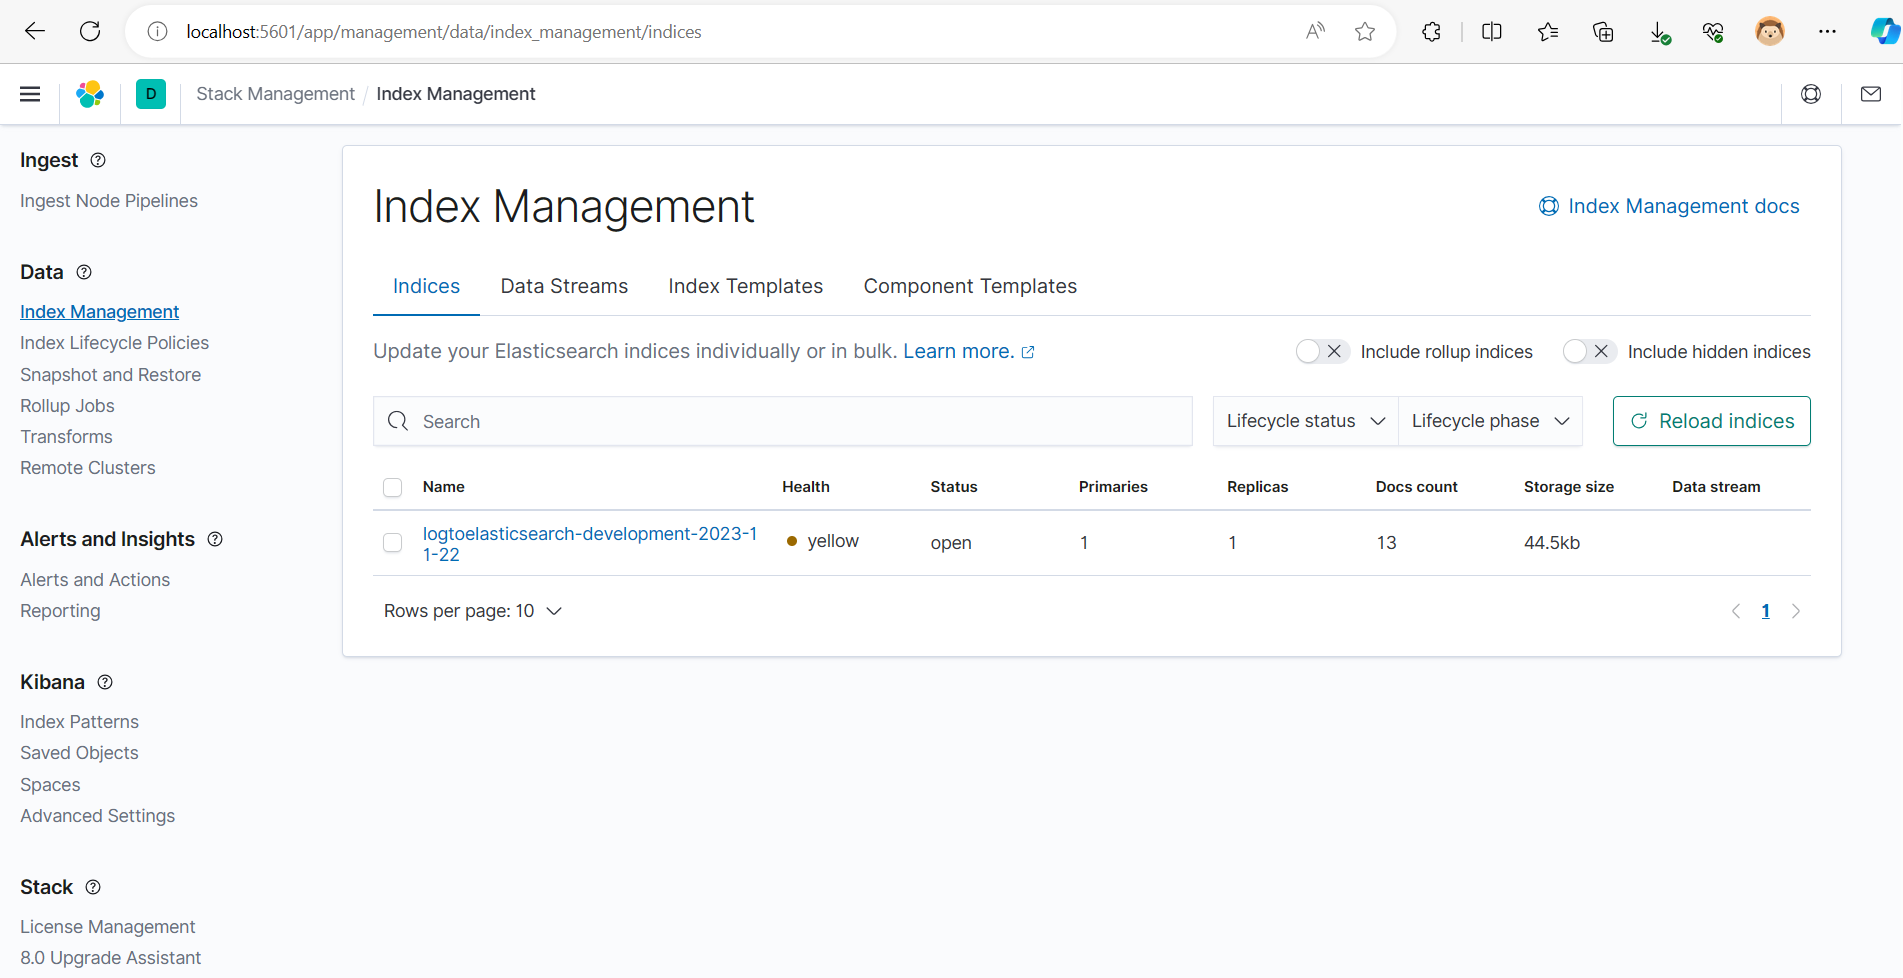 localhost:5601/app/management/data/index_management/indices
D
Stack Management / Index Management
Ingest
Ingest Node Pipelines
Data
Index Management
Index Lifecycle Policies
Snapshot and Restore
Rollup Jobs
Transforms
Remote Clusters
Alerts and Insights
Alerts and Actions
Reporting
Kibana
Index Patterns
Saved Objects
Spaces
Advanced Settings
Stack
License Management
8.0 Upgrade Assistant
Index Management
Index Management docs
Indices Data Streams Index Templates Component Templates
Update your Elasticsearch indices individually or in bulk. Learn more.
Include rollup indices Include hidden indices
Search Lifecycle status Lifecycle phase Reload indices
Name Health Status Primaries Replicas Docs count Storage size Data stream
logtoelasticsearch-development-2023-1
1-22
yellow open 1 1 13 44.5kb
Rows per page: 10
1